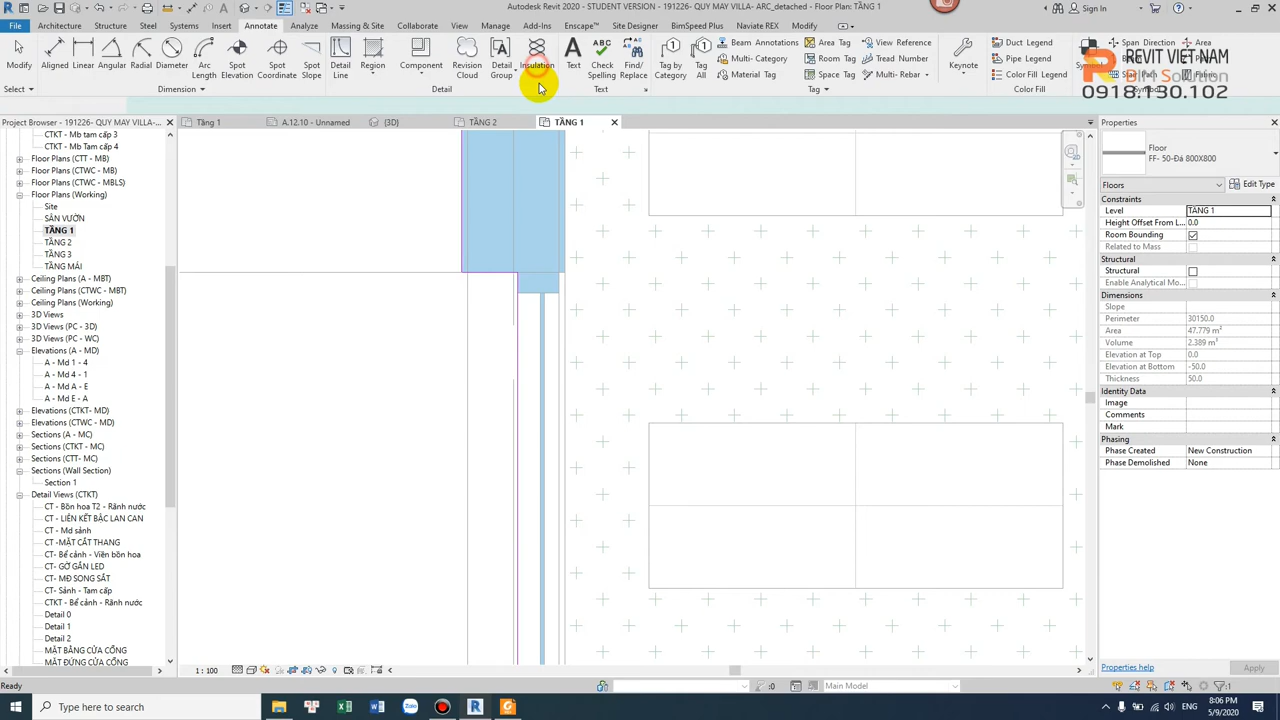 Autodesk Revit 2020 - STUDENT VERSION - 191226- QUY MAY VILLA- ARC_detached - Floor Plan: TẦNG 1
Sign In
File
Architecture
Structure
Steel
Systems
Insert
Annotate
Massing & Site
Collaborate
View
Manage
Add-Ins
Enscape™
Site Designer
BimSpeed Plus
Naviate REX
Modify
Modify
Aligned
Linear
Angular
Radial
Diameter
Arc Length
Spot Elevation
Spot Coordinate
Spot Slope
Detail Line
Region
Component
Revision Cloud
Detail Group
Insulation
Text
Check Spelling
Find/ Replace
Tag by Category
Tag All
Beam Annotations
Multi- Category
Material Tag
Area Tag
Room Tag
Space Tag
View Reference
Tread Number
Multi- Rebar
Keynote
Duct Legend
Pipe Legend
Color Fill Legend
Symbol
Span Direction
Area
Select
Dimension
Detail
Text
Tag
Color Fill
REVIT VIET NAM
Bim Solution
0918.130.102
Project Browser - 191226- QUY MAY VILLA-...
Tầng 1
A.12.10 - Unnamed
{3D}
TẦNG 2
TẦNG 1
CTKT - Mb tam cấp 3
CTKT - Mb tam cấp 4
Floor Plans (CTT - MB)
Floor Plans (CTWC - MB)
Floor Plans (CTWC - MBLS)
Floor Plans (Working)
Site
SÂN VƯỜN
TẦNG 1
TẦNG 2
TẦNG 3
TẦNG MÁI
Ceiling Plans (A - MBT)
Ceiling Plans (CTWC - MBT)
Ceiling Plans (Working)
3D Views
3D Views (PC - 3D)
3D Views (PC - WC)
Elevations (A - MD)
A - Md 1 - 4
A - Md 4 - 1
A - Md A - E
A - Md E - A
Elevations (CTKT- MD)
Elevations (CTWC - MD)
Sections (A - MC)
Sections (CTKT - MC)
Sections (CTT- MC)
Sections (Wall Section)
Section 1
Detail Views (CTKT)
CT - Bồn hoa T2 - Rãnh nước
CT - LIÊN KẾT BẬC LAN CAN
CT - Md sảnh
CT -MẶT CẮT THANG
CT- Bể cảnh - Viên bồn hoa
CT- GỜ GẮN LED
CT- MĐ SONG SẮT
CT- Sảnh - Tam cấp
CTKT - Bể cảnh - Rãnh nước
Detail 0
Detail 1
Detail 2
MẶT BẰNG CỬA CỔNG
MẶT ĐỨNG CỬA CỔNG
Properties
Floor
FF- 50-Đá 800X800
Floors
Edit Type
Constraints
Level
TẦNG 1
Height Offset From L...
0.0
Room Bounding
Related to Mass
Structural
Structural
Enable Analytical Mo...
Dimensions
Slope
Perimeter
30150.0
Area
47.779 m²
Volume
2.389 m³
Elevation at Top
0.0
Elevation at Bottom
-50.0
Thickness
50.0
Identity Data
Image
Comments
Mark
Phasing
Phase Created
New Construction
Phase Demolished
None
Properties help
Apply
1 : 100
Ready
:0
Main Model
:1
Type here to search
ENG
8:06 PM
5/9/2020